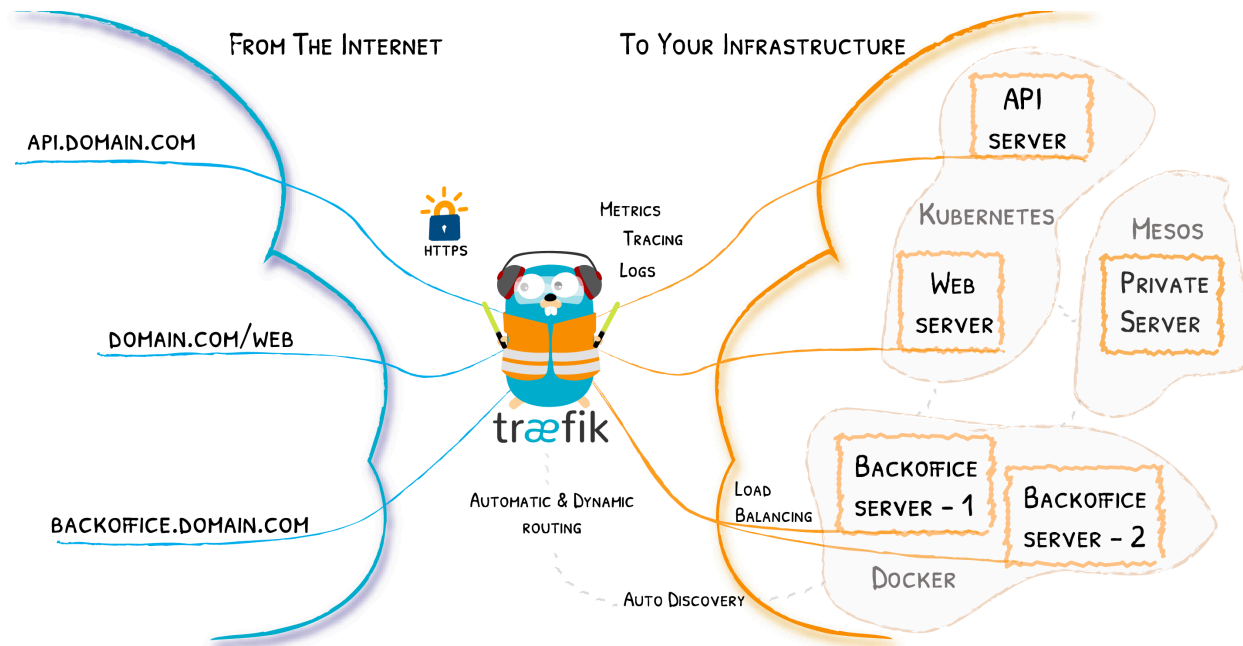 From The Internet
To Your Infrastructure
API.DOMAIN.COM
DOMAIN.COM/WEB
BACKOFFICE.DOMAIN.COM
HTTPS
Metrics
Tracing
Logs
træfik
Automatic & Dynamic
routing
Auto Discovery
Load
Balancing
API
server
Kubernetes
Web
server
Mesos
Private
Server
Backoffice
server - 1
Backoffice
server - 2
Docker